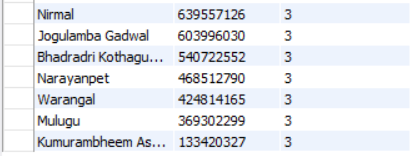 Nirmal 639557126 3
Jogulamba Gadwal 603996030 3
Bhadradri Kothagu... 540722552 3
Narayanpet 468512790 3
Warangal 424814165 3
Mulugu 369302299 3
Kumurambheem As... 133420327 3